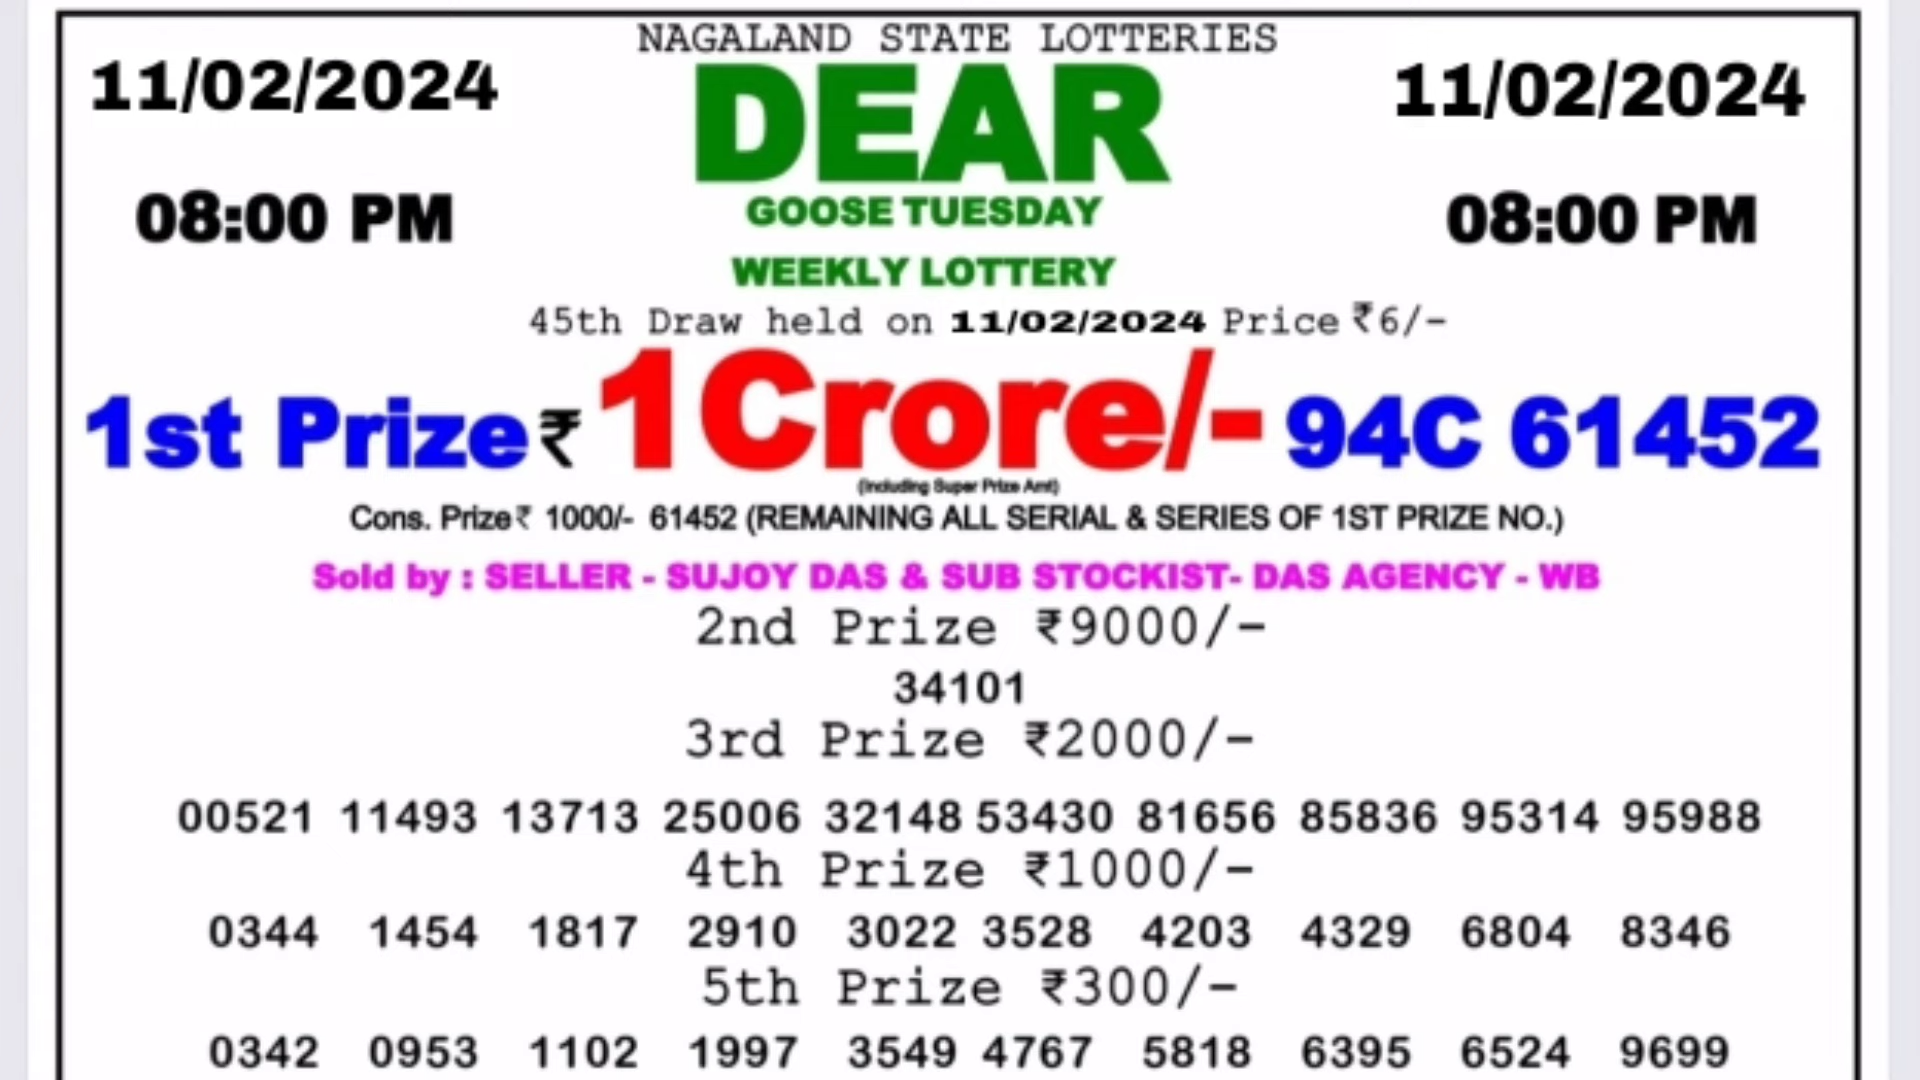 NAGALAND STATE LOTTERIES
11/02/2024 DEAR 11/02/2024
08:00 PM GOOSE TUESDAY 08:00 PM
WEEKLY LOTTERY
45th Draw held on 11/02/2024 Price ₹6/-
1st Prize ₹ 1Crore/- 94C 61452
(Including Super Prize Amt)
Cons. Prize ₹ 1000/- 61452 (REMAINING ALL SERIAL & SERIES OF 1ST PRIZE NO.)
Sold by : SELLER - SUJOY DAS & SUB STOCKIST- DAS AGENCY - WB
2nd Prize ₹9000/-
34101
3rd Prize ₹2000/-
00521 11493 13713 25006 32148 53430 81656 85836 95314 95988
4th Prize ₹1000/-
0344 1454 1817 2910 3022 3528 4203 4329 6804 8346
5th Prize ₹300/-
0342 0953 1102 1997 3549 4767 5818 6395 6524 9699